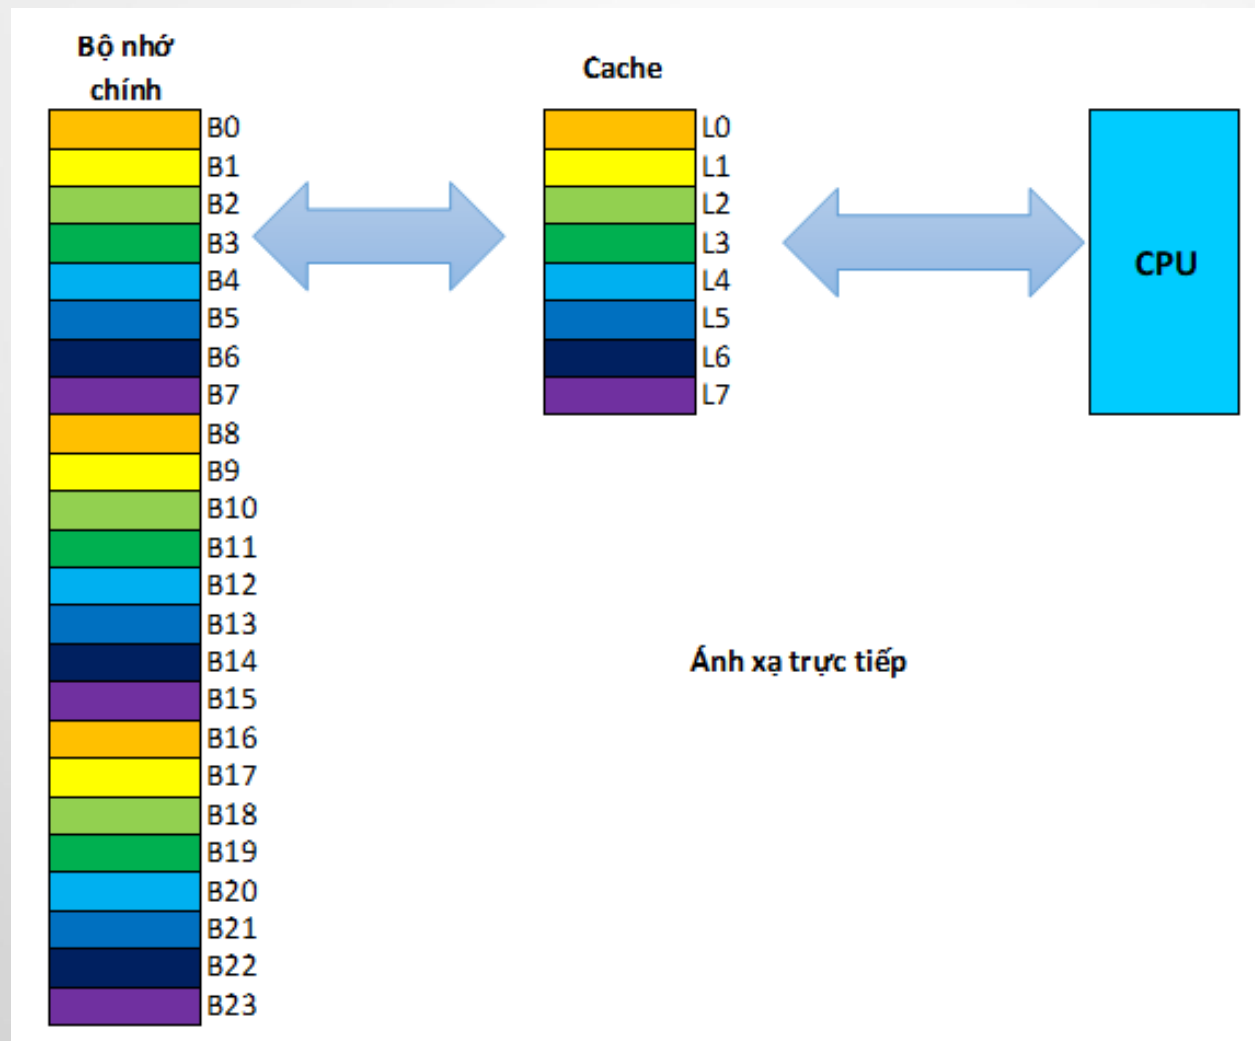 Bộ nhớ
chính
B0
B1
B2
B3
B4
B5
B6
B7
B8
B9
B10
B11
B12
B13
B14
B15
B16
B17
B18
B19
B20
B21
B22
B23
Cache
L0
L1
L2
L3
L4
L5
L6
L7
CPU
Ánh xạ trực tiếp